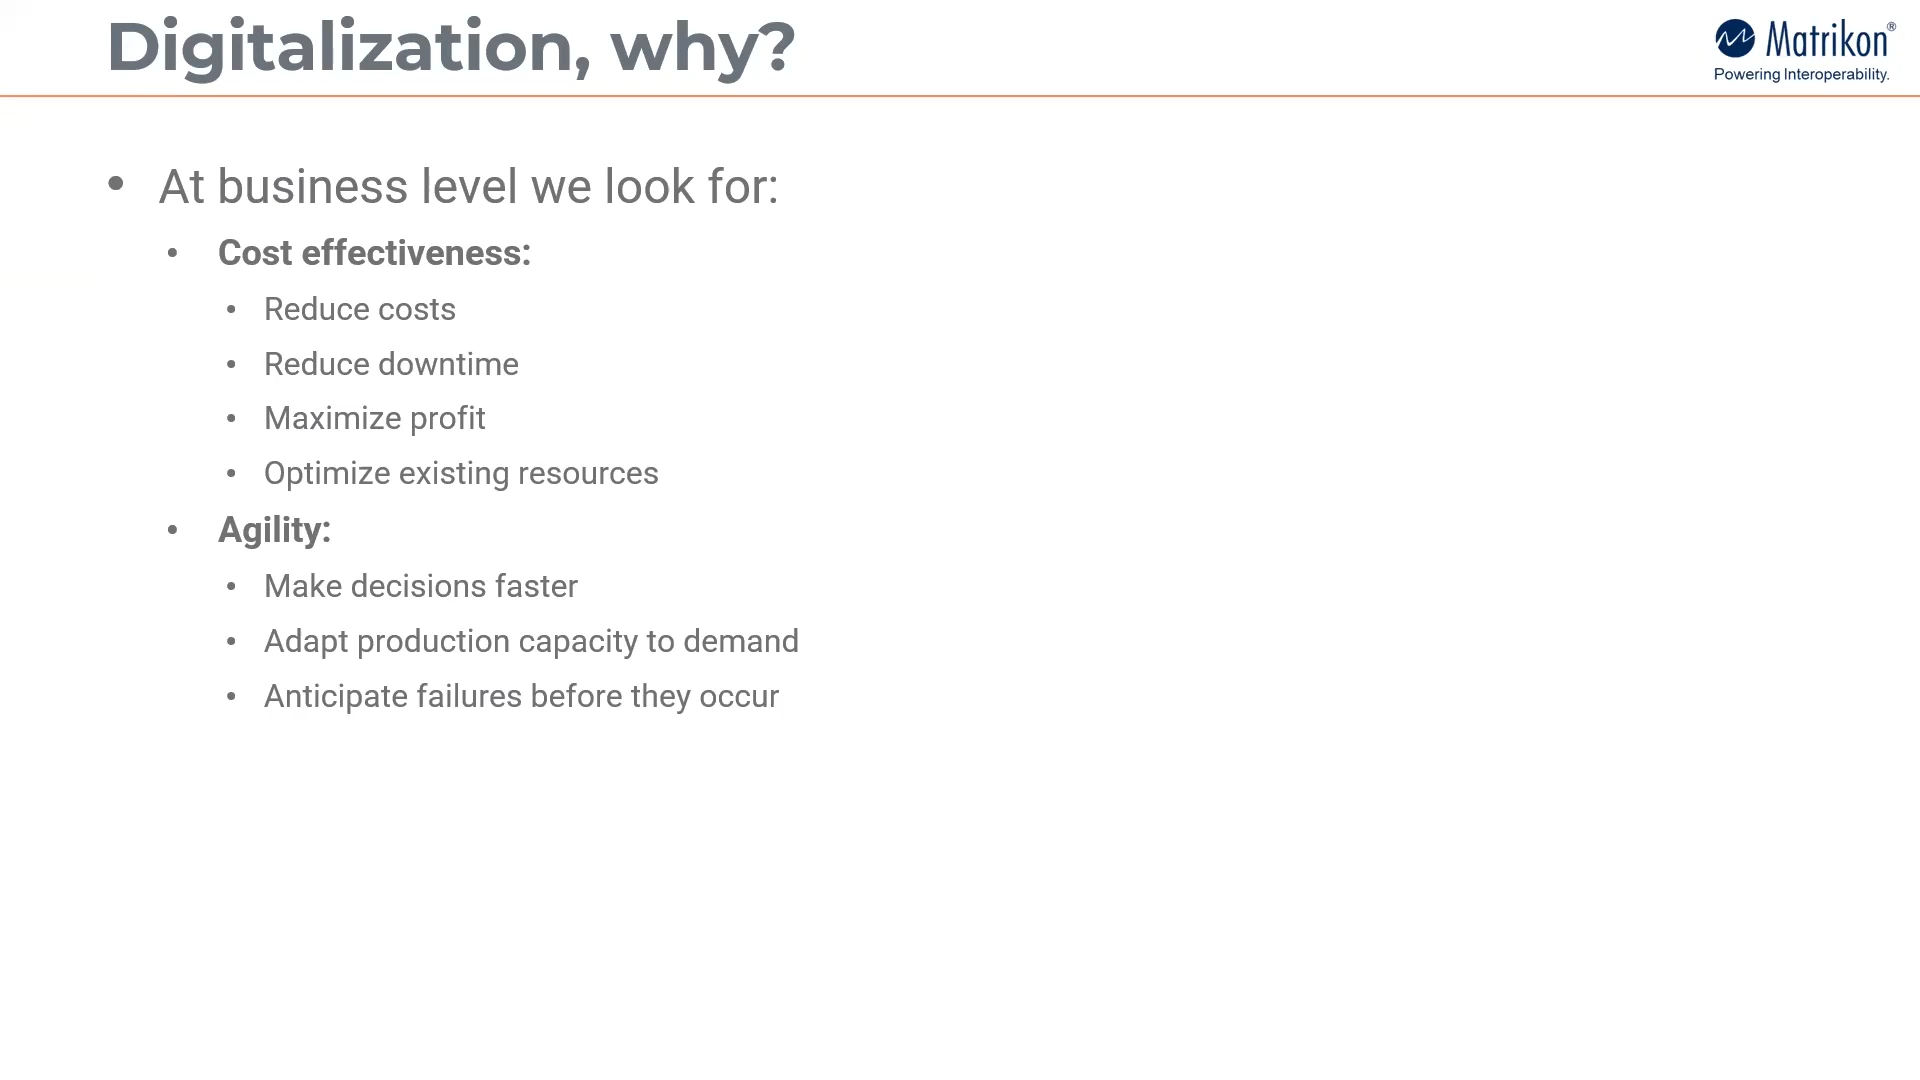 Digitalization, why?
Matrikon®
Powering Interoperability.
• At business level we look for:
• Cost effectiveness:
• Reduce costs
• Reduce downtime
• Maximize profit
• Optimize existing resources
• Agility:
• Make decisions faster
• Adapt production capacity to demand
• Anticipate failures before they occur